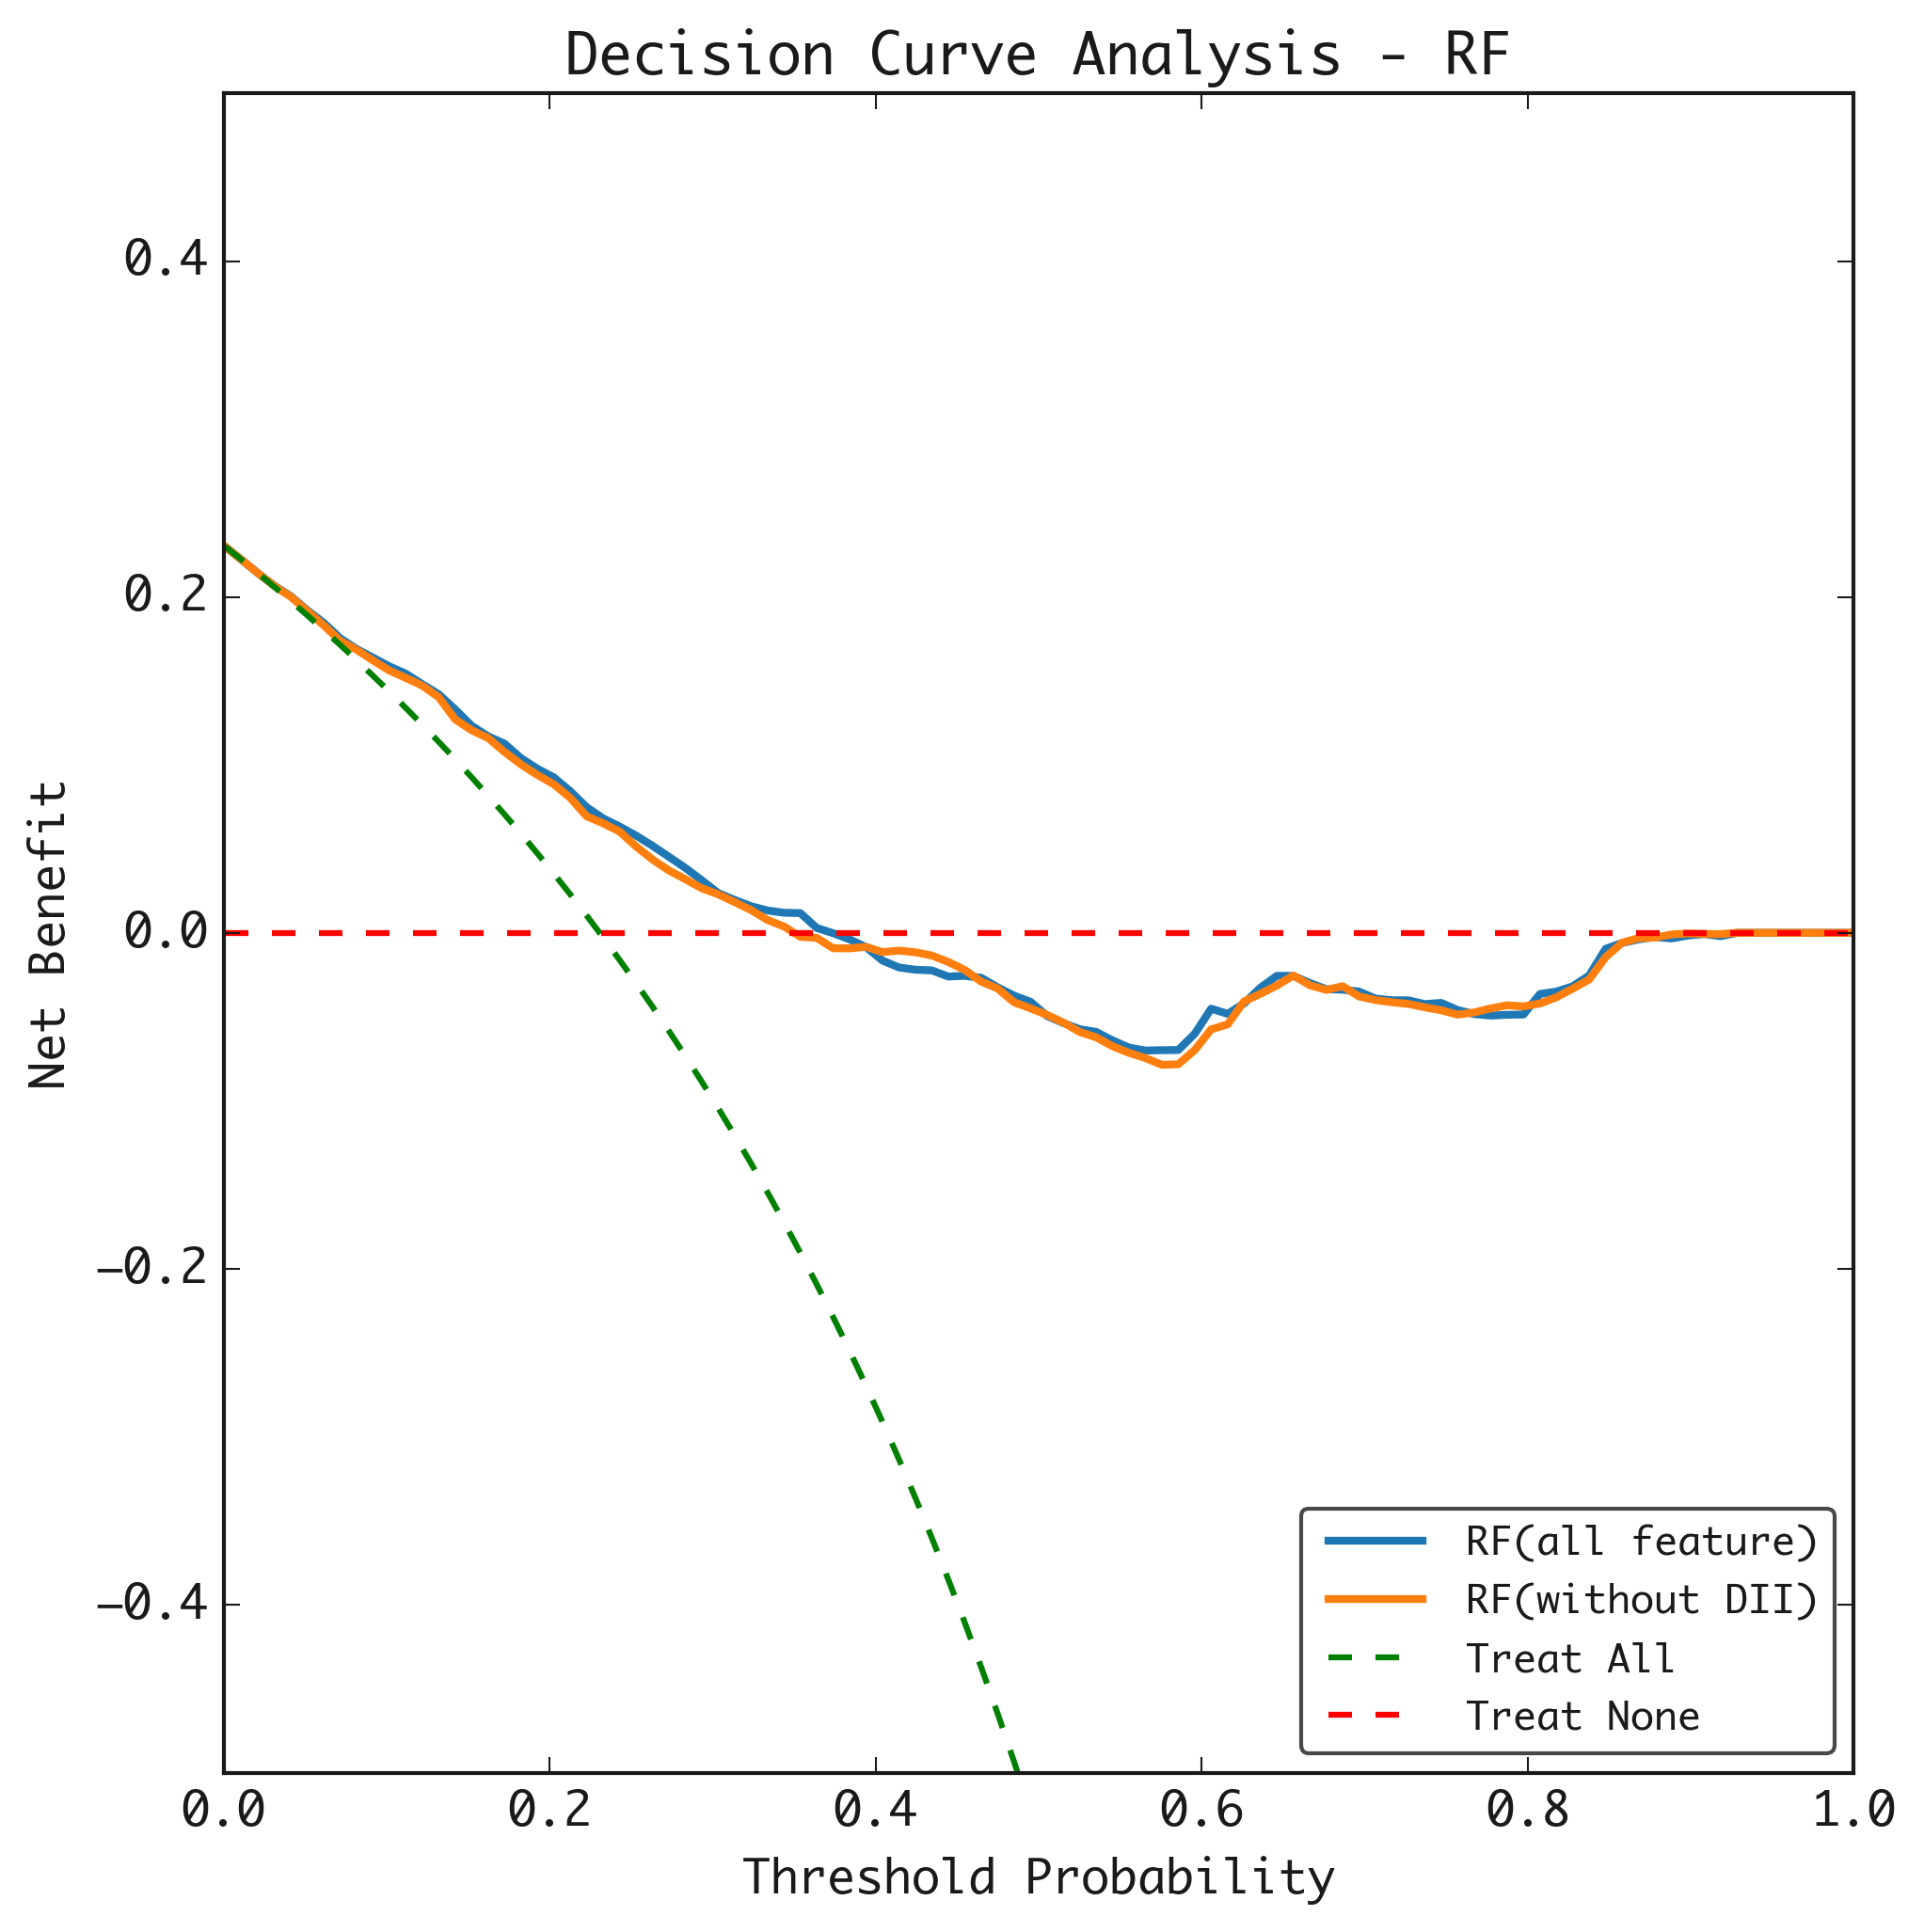 Decision Curve Analysis - RF
Net Benefit
0.4
0.2
0.0
−0.2
−0.4
0.0 0.2 0.4 0.6 0.8 1.0
Threshold Probability
RF(all feature)
RF(without DII)
Treat All
Treat None